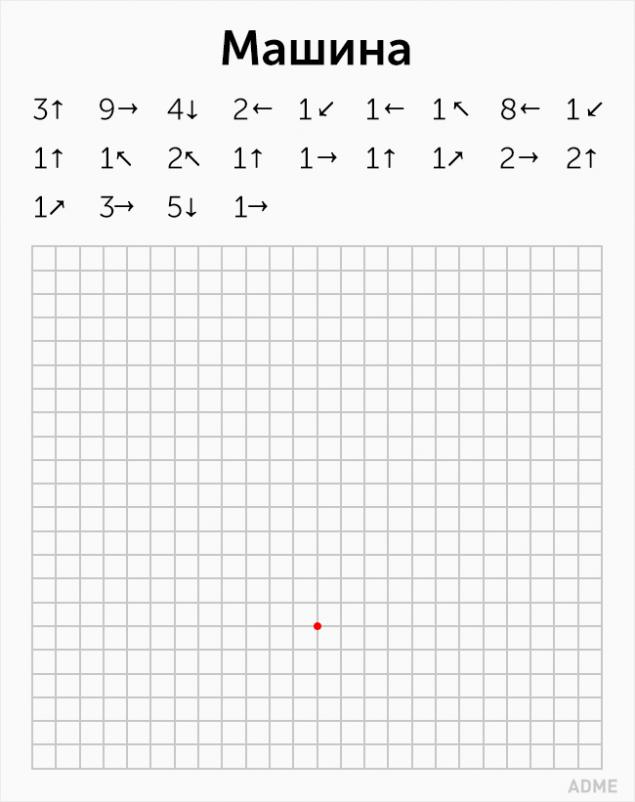 Машина
3↑ 9→ 4↓ 2← 1↙ 1← 1↖ 8← 1↙
1↑ 1↖ 2↖ 1↑ 1→ 1↑ 1↗ 2→ 2↑
1↗ 3→ 5↓ 1→
ADME